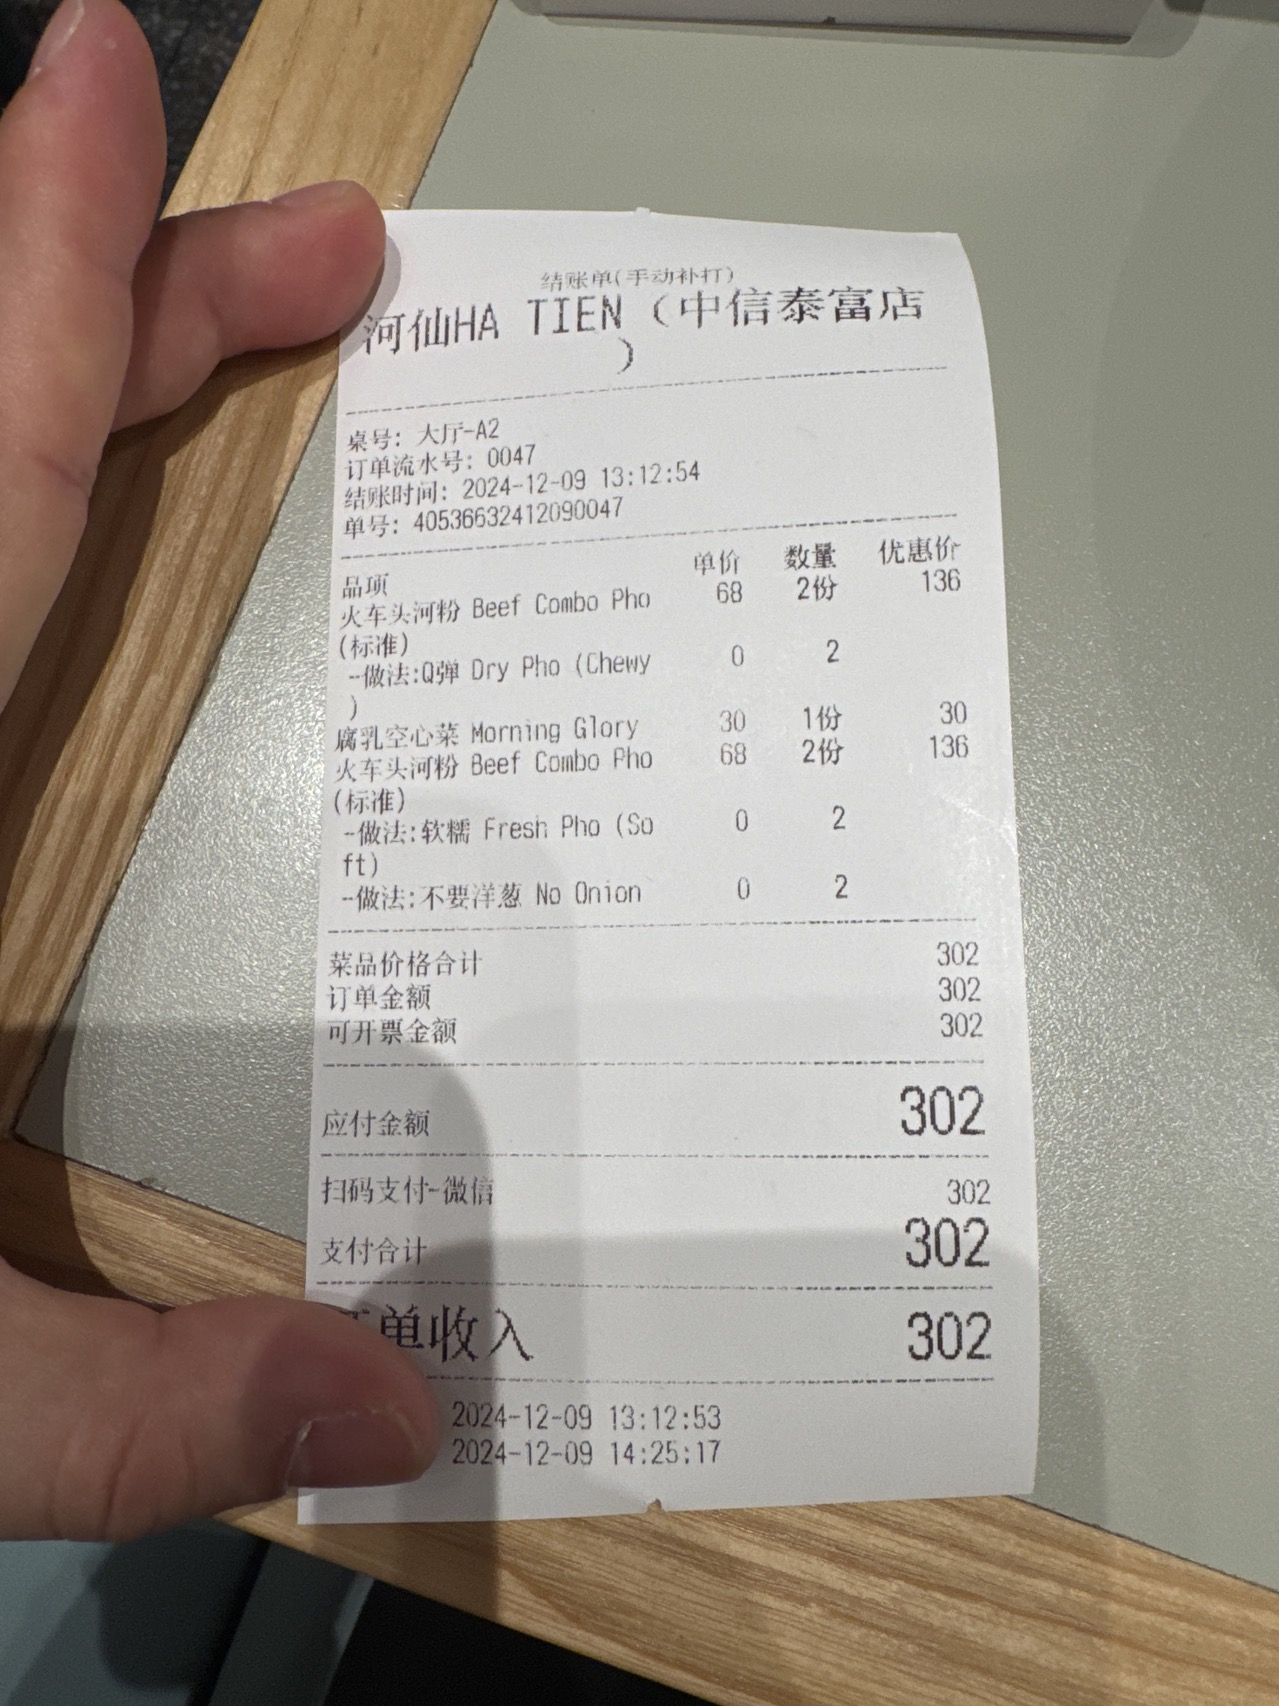 结账单(手动补打)
河仙HA TIEN（中信泰富店
）
桌号: 大厅-A2
订单流水号: 0047
结账时间: 2024-12-09 13:12:54
单号: 40536632412090047
品项 单价 数量 优惠价
火车头河粉 Beef Combo Pho 68 2份 136
(标准)
-做法:Q弹 Dry Pho (Chewy 0 2
)
腐乳空心菜 Morning Glory 30 1份 30
火车头河粉 Beef Combo Pho 68 2份 136
(标准)
-做法:软糯 Fresh Pho (So 0 2
ft)
-做法:不要洋葱 No Onion 0 2
菜品价格合计 302
订单金额 302
可开票金额 302
应付金额 302
扫码支付-微信 302
支付合计 302
单收入 302
2024-12-09 13:12:53
2024-12-09 14:25:17